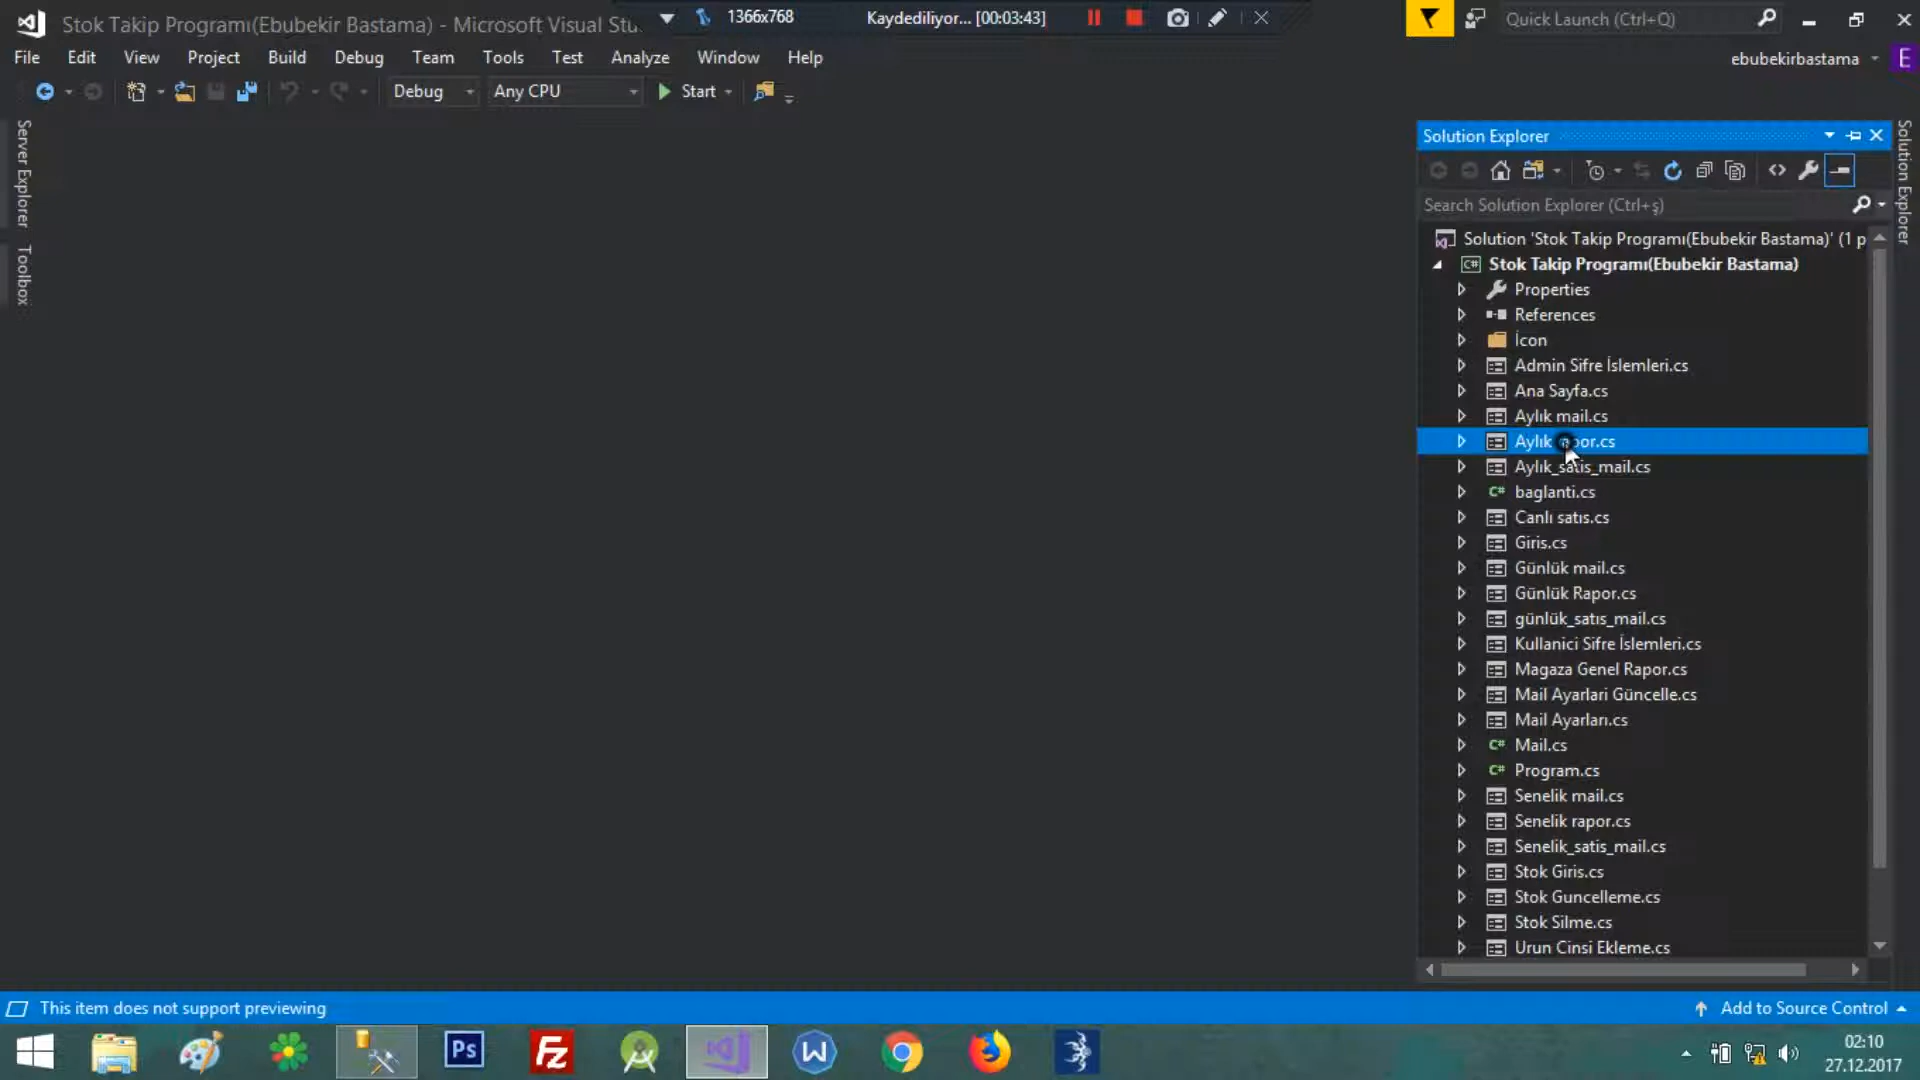 Stok Takip Programı(Ebubekir Bastama) - Microsoft Visual Stu
1366x768
Kaydediliyor... [00:03:43]
Quick Launch (Ctrl+Q)
File Edit View Project Build Debug Team Tools Test Analyze Window Help
ebubekirbastama
E
Debug
Any CPU
Start
Server Explorer
Toolbox
Solution Explorer
Solution Explorer
Search Solution Explorer (Ctrl+ş)
Solution 'Stok Takip Programı(Ebubekir Bastama)' (1 p
C# Stok Takip Programı(Ebubekir Bastama)
Properties
References
İcon
Admin Sifre İslemleri.cs
Ana Sayfa.cs
Aylık mail.cs
Aylık
Aylık_satis_mail.cs
C# baglanti.cs
Canlı satıs.cs
Giris.cs
Günlük mail.cs
Günlük Rapor.cs
günlük_satıs_mail.cs
Kullanici Sifre İslemleri.cs
Magaza Genel Rapor.cs
Mail Ayarlari Güncelle.cs
Mail Ayarları.cs
C# Mail.cs
C# Program.cs
Senelik mail.cs
Senelik rapor.cs
Senelik_satis_mail.cs
Stok Giris.cs
Stok Guncelleme.cs
Stok Silme.cs
Urun Cinsi Ekleme.cs
This item does not support previewing
Add to Source Control
Ps
Fz
W
02:10
27.12.2017